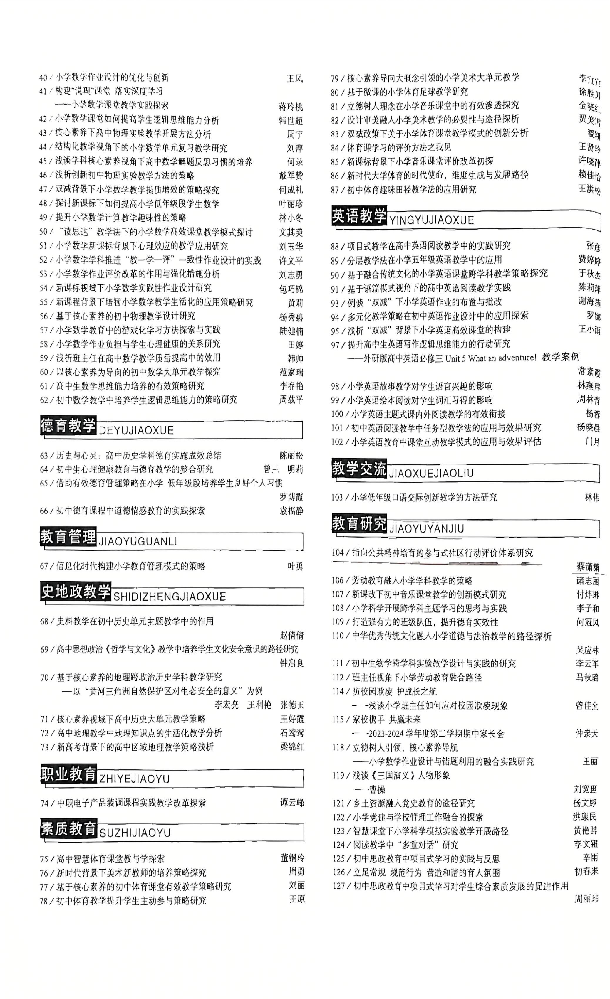 40 / 小学数学作业设计的优化与创新 王风
41 / 构建“说理”课堂 落实深度学习
——小学数学课堂教学实践探索 蒋玲桃
42 / 小学数学课堂如何提高学生逻辑思维能力分析 韩世超
43 / 核心素养下高中物理实验教学开展方法分析 周宁
44 / 结构化教学视角下的小学数学单元复习教学研究 刘萍
45 / 浅谈学科核心素养视角下高中数学解题反思习惯的培养 何录
46 / 浅析创新初中物理实验教学方法的策略 戴军赞
47 / 双减背景下小学数学教学提质增效的策略探究 何成礼
48 / 探讨新课标下如何提高小学低年级段学生数学 叶丽珍
49 / 提升小学数学计算教学趣味性的策略 林小冬
50 / “读思达”教学法下的小学数学高效课堂教学模式探讨 文其美
51 / 小学数学新课标背景下心理效应的教学应用研究 刘玉华
52 / 小学数学学科推进“教—学—评”一致性作业设计的实践 许文平
53 / 小学数学作业评价改革的作用与强化措施分析 刘志勇
54 / 新课标视域下小学数学实践性作业设计研究 包巧锦
55 / 新课程背景下培智小学数学教学生活化的应用策略研究 黄莉
56 / 基于核心素养的初中物理教学设计研究 杨秀碧
57 / 小学数学教育中的游戏化学习方法探索与实践 陆健楠
58 / 小学数学作业负担与学生心理健康的关系研究 田婷
59 / 浅析班主任在高中数学教学质量提高中的效用 韩帅
60 / 以核心素养为导向的初中数学大单元教学探究 范家瑞
61 / 高中生数学思维能力培养的有效策略研究 李存艳
62 / 初中数学教学中培养学生逻辑思维能力的策略研究 周载平
德育教学 DEYUJIAOXUE
63 / 历史与心灵：高中历史学科德育实施成效总结 陈丽松
64 / 初中生心理健康教育与德育教学的整合研究 曾三 明莉
65 / 借助有效德育管理策略在小学 低年级段培养学生良好个人习惯
罗博霞
66 / 初中德育课程中道德情感教育的实践探索 袁福静
教育管理 JIAOYUGUANLI
67 / 信息化时代构建小学教育管理模式的策略 叶勇
史地政教学 SHIDIZHENGJIAOXUE
68 / 史料教学在初中历史单元主题教学中的作用
赵倩倩
69 / 高中思想政治《哲学与文化》教学中培养学生文化安全意识的路径研究
钟启良
70 / 基于核心素养的地理跨政治历史学科教学研究
—以“黄河三角洲自然保护区对生态安全的意义”为例
李宏亮 王利艳 张德玉
71 / 核心素养视域下高中历史大单元教学策略 王好霞
72 / 高中地理教学中地理知识点的生活化教学分析 石莺莺
73 / 新高考背景下的高中区域地理教学策略浅析 梁锦红
职业教育 ZHIYEJIAOYU
74 / 中职电子产品装调课程实践教学改革探索 谭云峰
素质教育 SUZHIJIAOYU
75 / 高中智慧体育课堂教与学探索 董铜玲
76 / 新时代背景下美术新教师的培养策略探究 周勇
77 / 基于核心素养的初中体育课堂有效教学策略研究 刘丽
78 / 初中体育教学提升学生主动参与策略研究 王原
79 / 核心素养导向大概念引领的小学美术大单元教学 李宜宜
80 / 基于微课的小学体育足球教学研究 徐胜男
81 / 立德树人理念在小学音乐课堂中的有效渗透探究 金晓红
82 / 设计审美融入小学美术教学的必要性与途径探析
83 / 双减政策下关于小学体育课堂教学模式的创新分析
84 / 体育课学习的评价方法之我见 王贤玲
85 / 新课标背景下小学音乐课堂评价改革初探 许晓萍
86 / 新时代大学体育的时代使命，维度生成与发展路径 赖佳怡
87 / 初中体育趣味田径教学法的应用研究 王洪松
英语教学 YINGYUJIAOXUE
88 / 项目式教学在高中英语阅读教学中的实践研究 张彦
89 / 分层教学法在小学五年级英语教学中的应用 费婷婷
90 / 基于融合传统文化的小学英语课堂跨学科教学策略探究 于秋杰
91 / 基于语篇模式视角下的高中英语阅读教学实践 陈莉萍
93 / 例谈“双减”下小学英语作业的布置与批改 谢海燕
94 / 多元化教学策略在初中英语作业设计中的应用探索 罗娜
95 / 浅析“双减”背景下小学英语高效课堂的构建 王小雨
97 / 提升高中生英语写作逻辑思维能力的行动研究
——外研版高中英语必修三 Unit 5 What an adventure！教学案例
常素霞
98 / 小学英语故事教学对学生语言兴趣的影响 林燕萍
99 / 小学英语绘本阅读对学生词汇习得的影响 周林青
100 / 小学英语主题式课内外阅读教学的有效衔接 杨蓉
101 / 初中英语阅读教学中任务型教学法的应用与效果研究 杨晓晨
102 / 小学英语教育中课堂互动教学模式的应用与效果评估 门月
教学交流 JIAOXUEJIAOLIU
103 / 小学低年级口语交际创新教学的方法研究 林伟
教育研究 JIAOYUYANJIU
104 / 指向公共精神培育的参与式社区行动评价体系研究
蔡潇潇
106 / 劳动教育融入小学学科教学的策略 诸志丽
107 / 新课改下初中音乐课堂教学的创新模式研究 付炜琳
108 / 小学科学开展跨学科主题学习的思考与实践 李子和
109 / 打造强有力的班级队伍，提升德育实效性 何冠凤
110 / 中华优秀传统文化融入小学道德与法治教学的路径探析
吴应林
111 / 初中生物学跨学科实验教学设计与实践的研究 李云军
112 / 班主任视角下小学劳动教育融合路径 马秋璐
114 / 防校园欺凌 护成长之航
——浅谈小学班主任如何应对校园欺凌现象 曾佳全
115 / 家校携手 共赢未来
——2023-2024 学年度第二学期期中家长会 仲崇天
118 / 立德树人引领，核心素养导航
——小学数学作业设计与错题利用的融合实践研究 王丽
119 / 浅谈《三国演义》人物形象
——曹操 刘宽惠
121 / 乡土资源融入党史教育的途径研究 杨文婷
122 / 小学党建与学校管理工作融合的探索 洪康民
123 / 智慧课堂下小学科学模拟实验教学开展路径 黄艳群
124 / 阅读教学中“多重对话”研究 李文霜
125 / 初中思政教育中项目式学习的实践与反思 辛雨
126 / 立足常规 规范行为 营造和谐的育人氛围 初春来
127 / 初中思政教育中项目式学习对学生综合素质发展的促进作用
周丽玮